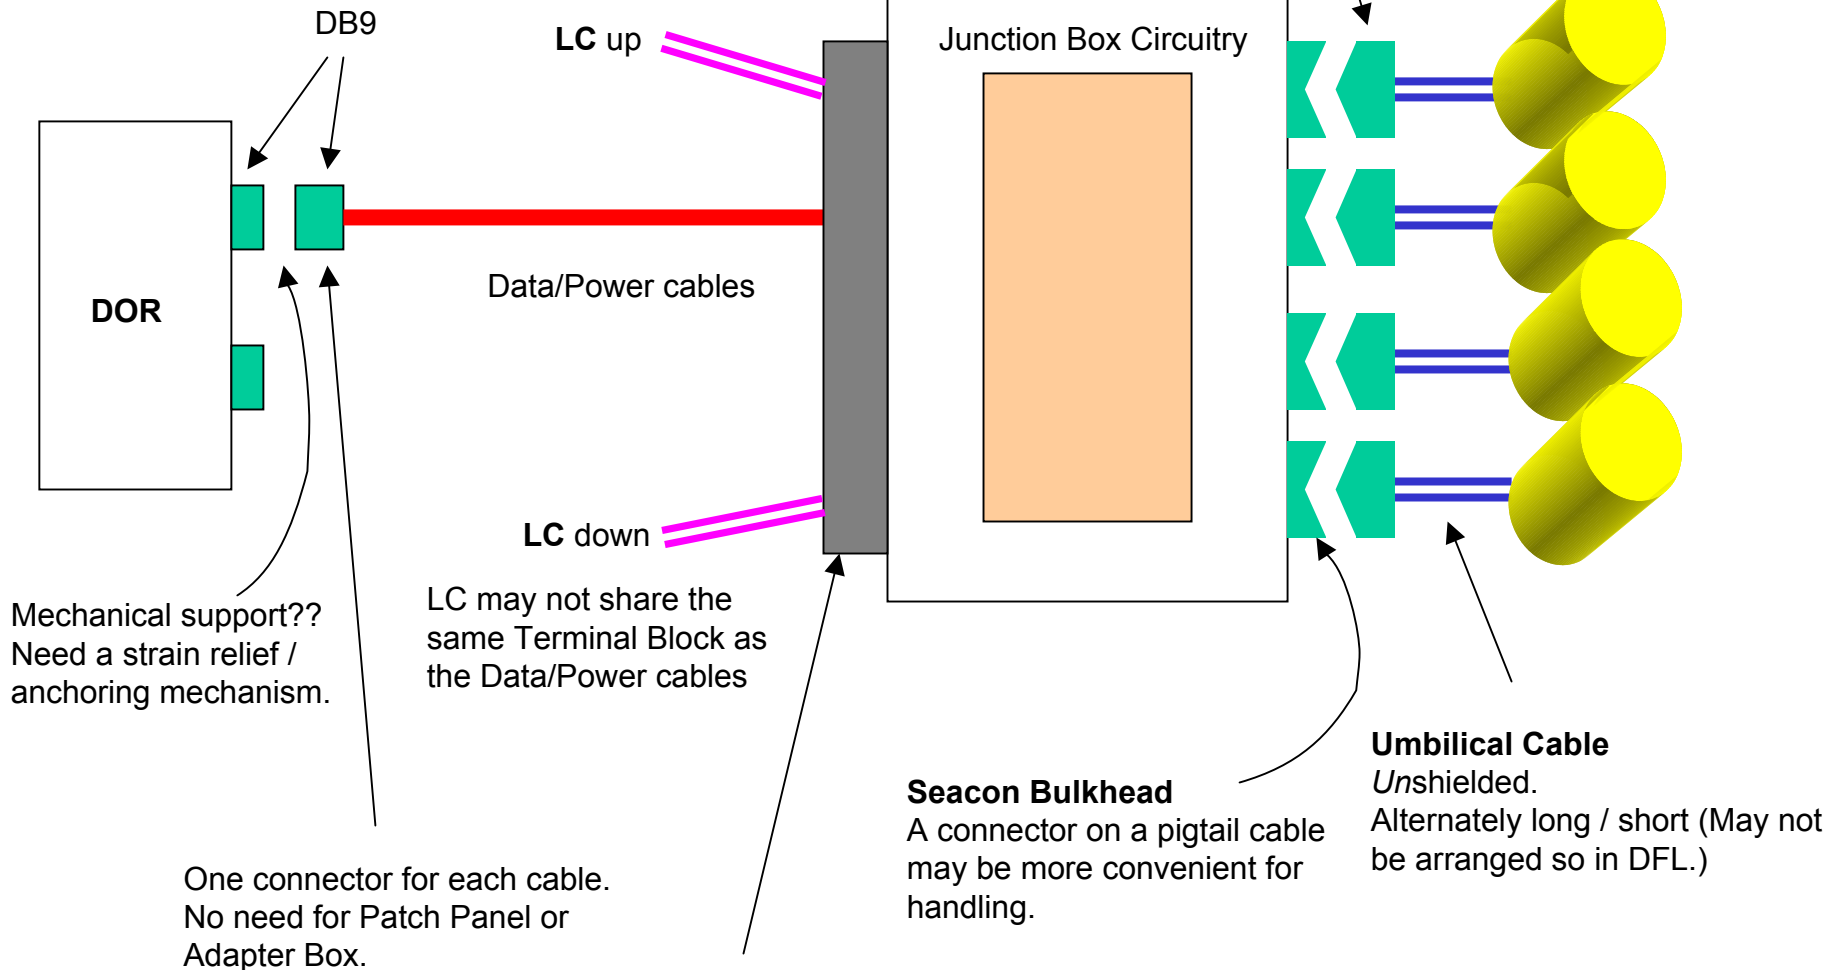 DB9
LC up
Junction Box Circuitry
DOR
Data/Power cables
LC down
Mechanical support??
Need a strain relief /
anchoring mechanism.
LC may not share the
same Terminal Block as
the Data/Power cables
One connector for each cable.
No need for Patch Panel or
Adapter Box.
Seacon Bulkhead
A connector on a pigtail cable
may be more convenient for
handling.
Umbilical Cable
Unshielded.
Alternately long / short (May not
be arranged so in DFL.)